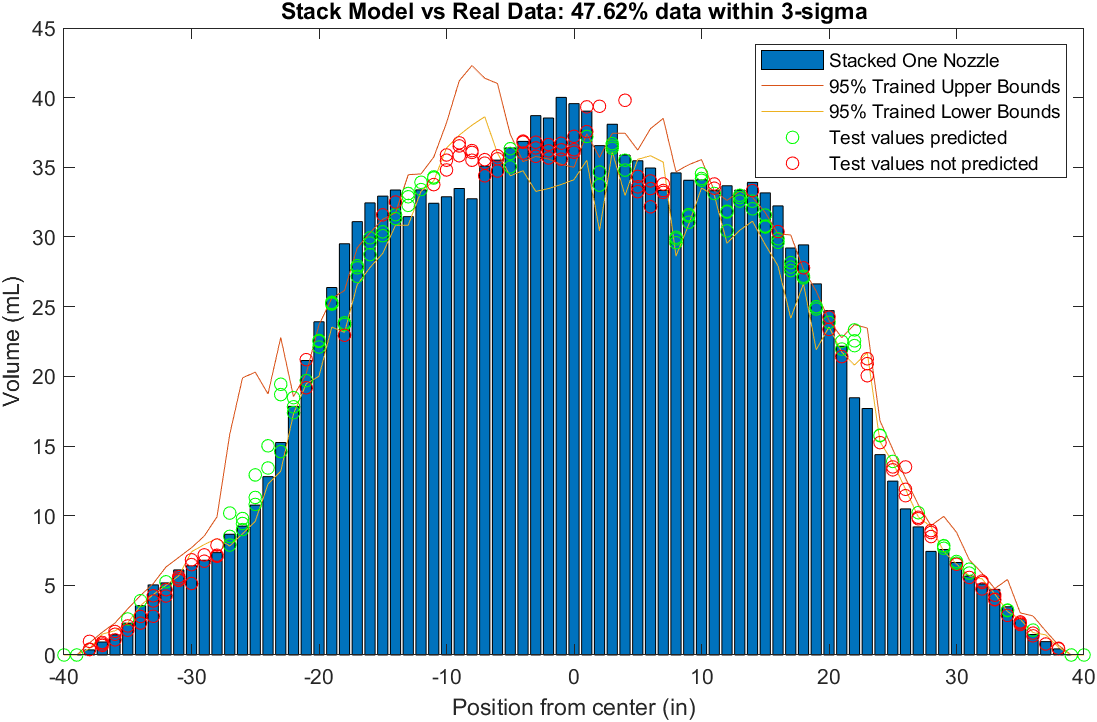 Stack Model vs Real Data: 47.62% data within 3-sigma
45
40
35
30
25
20
15
10
5
0
Volume (mL)
Stacked One Nozzle
95% Trained Upper Bounds
95% Trained Lower Bounds
Test values predicted
Test values not predicted
-40 -30 -20 -10 0 10 20 30 40
Position from center (in)